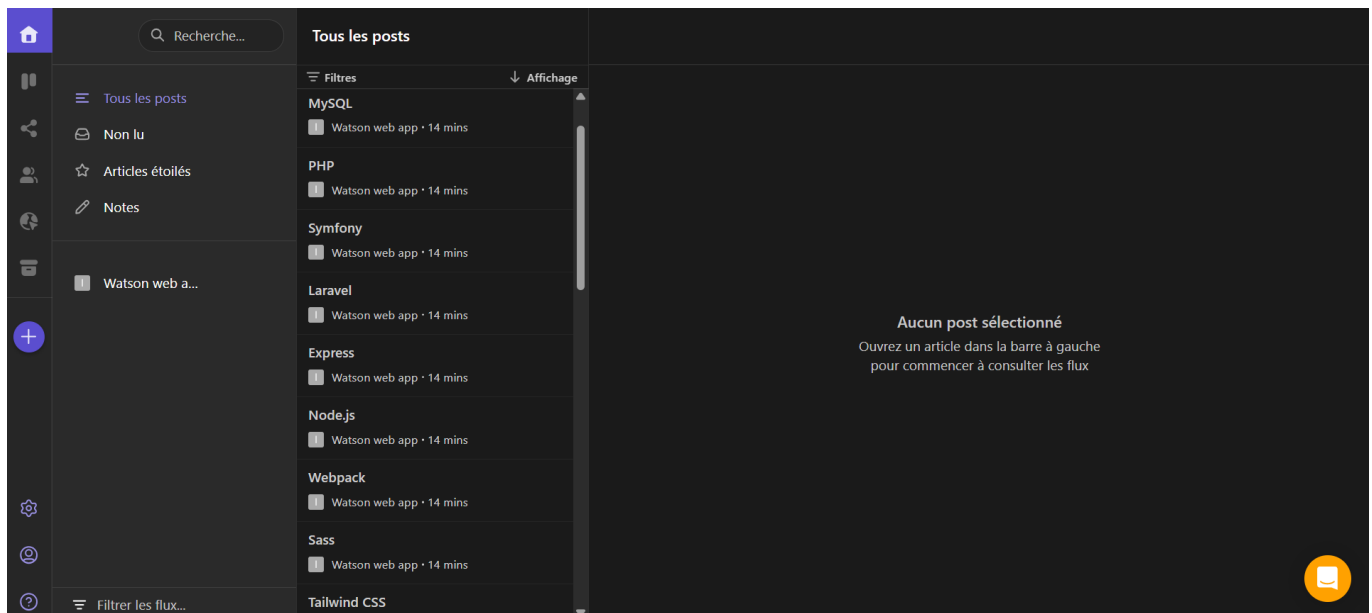 Recherche...
Tous les posts
Non lu
Articles étoilés
Notes
Watson web a...
Filtrer les flux...
Tous les posts
Filtres
Affichage
MySQL
Watson web app • 14 mins
PHP
Watson web app • 14 mins
Symfony
Watson web app • 14 mins
Laravel
Watson web app • 14 mins
Express
Watson web app • 14 mins
Node.js
Watson web app • 14 mins
Webpack
Watson web app • 14 mins
Sass
Watson web app • 14 mins
Tailwind CSS
Aucun post sélectionné
Ouvrez un article dans la barre à gauche
pour commencer à consulter les flux